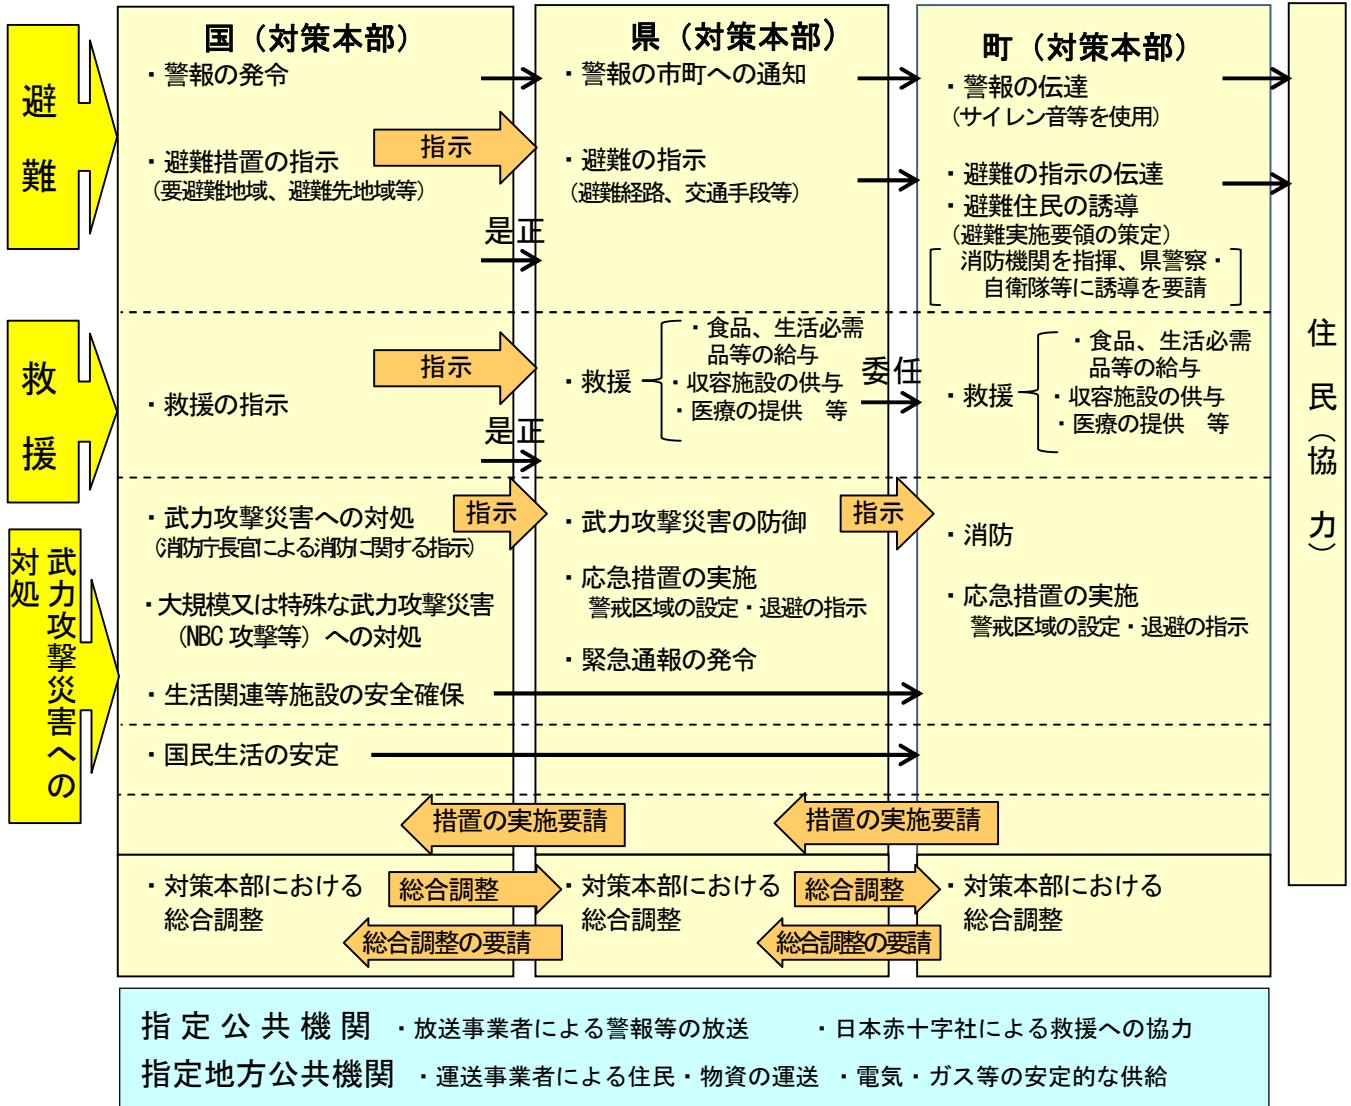 避難
国（対策本部）
・警報の発令
・避難措置の指示
（要避難地域、避難先地域等）
指示
是正
県（対策本部）
・警報の市町への通知
・避難の指示
（避難経路、交通手段等）
町（対策本部）
・警報の伝達
（サイレン音等を使用）
・避難の指示の伝達
・避難住民の誘導
（避難実施要領の策定）
消防機関を指揮、県警察・
自衛隊等に誘導を要請
住民（協力）
救援
・救援の指示
指示
是正
・救援
・食品、生活必需
品等の給与
・収容施設の供与
・医療の提供　等
委任
・救援
・食品、生活必需
品等の給与
・収容施設の供与
・医療の提供　等
武力攻撃災害への
対処
・武力攻撃災害への対処
（消防庁長官による消防に関する指示）
・大規模又は特殊な武力攻撃災害
（NBC 攻撃等）への対処
・生活関連等施設の安全確保
指示
・武力攻撃災害の防御
・応急措置の実施
警戒区域の設定・退避の指示
・緊急通報の発令
指示
・消防
・応急措置の実施
警戒区域の設定・退避の指示
・国民生活の安定
措置の実施要請
措置の実施要請
・対策本部における
総合調整
総合調整
総合調整の要請
・対策本部における
総合調整
総合調整
総合調整の要請
・対策本部における
総合調整
指定公共機関　・放送事業者による警報等の放送　・日本赤十字社による救援への協力
指定地方公共機関　・運送事業者による住民・物資の運送　・電気・ガス等の安定的な供給